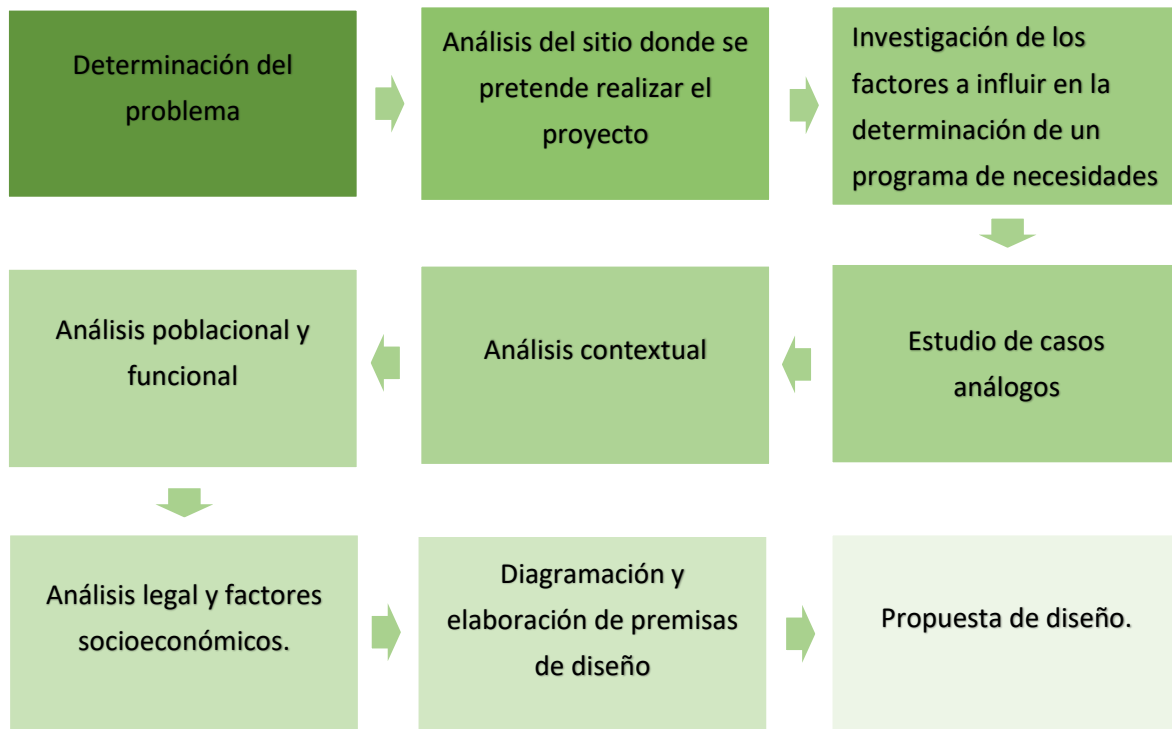 Determinación del
problema
Análisis del sitio donde se
pretende realizar el
proyecto
Investigación de los
factores a influir en la
determinación de un
programa de necesidades
Estudio de casos
análogos
Análisis contextual
Análisis poblacional y
funcional
Análisis legal y factores
socioeconómicos.
Diagramación y
elaboración de premisas
de diseño
Propuesta de diseño.